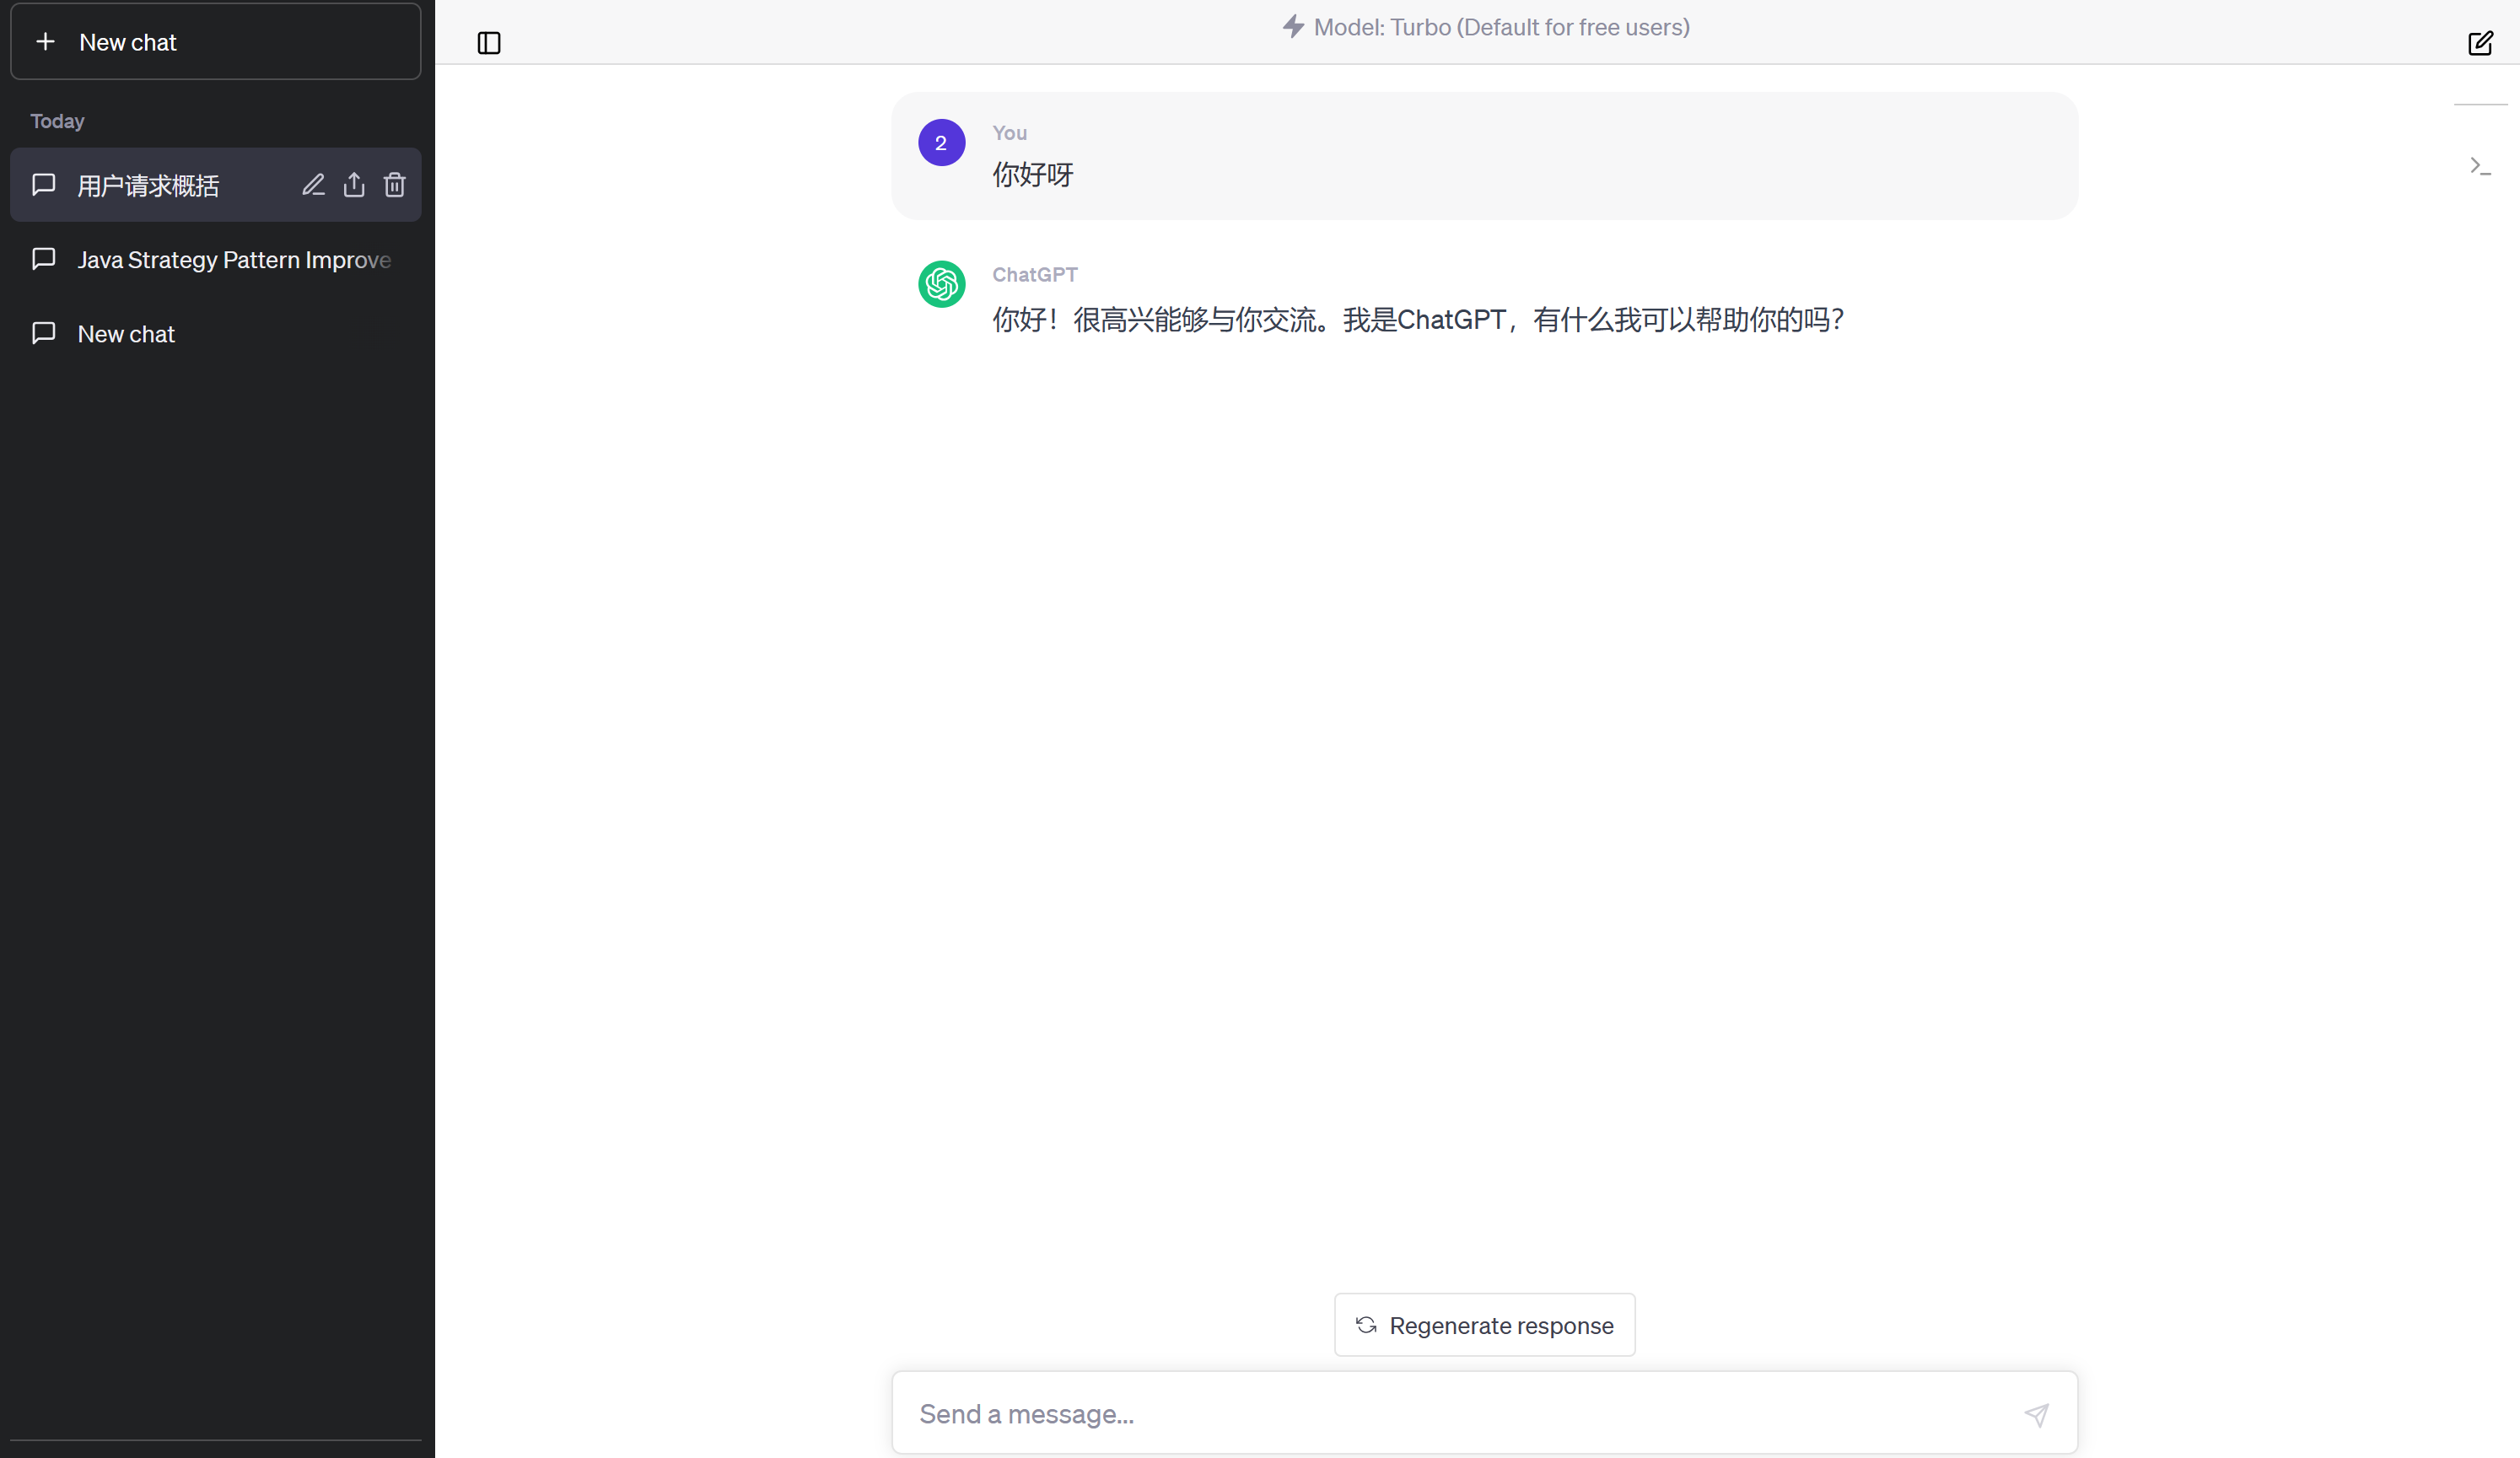 New chat
Today
用户请求概括
Java Strategy Pattern Improve
New chat
Model: Turbo (Default for free users)
2
You
你好呀
ChatGPT
你好！很高兴能够与你交流。我是ChatGPT，有什么我可以帮助你的吗？
Regenerate response
Send a message...